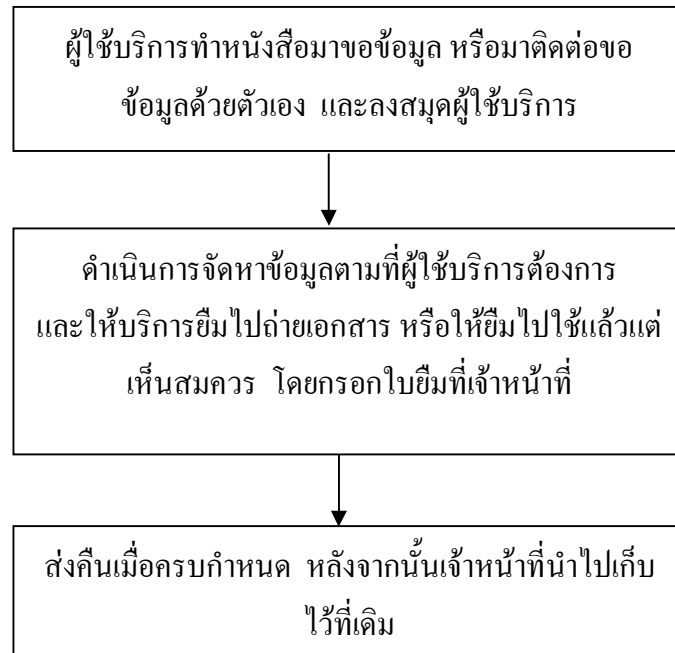 ผู้ใช้บริการทำหนังสือมาขอข้อมูล หรือมาติดต่อขอ
ข้อมูลด้วยตัวเอง และลงสมุดผู้ใช้บริการ
ดำเนินการจัดหาข้อมูลตามที่ผู้ใช้บริการต้องการ
และให้บริการยืมไปถ่ายเอกสาร หรือให้ยืมไปใช้แล้วแต่
เห็นสมควร โดยกรอกใบยืมที่เจ้าหน้าที่
ส่งคืนเมื่อครบกำหนด หลังจากนั้นเจ้าหน้าที่นำไปเก็บ
ไว้ที่เดิม